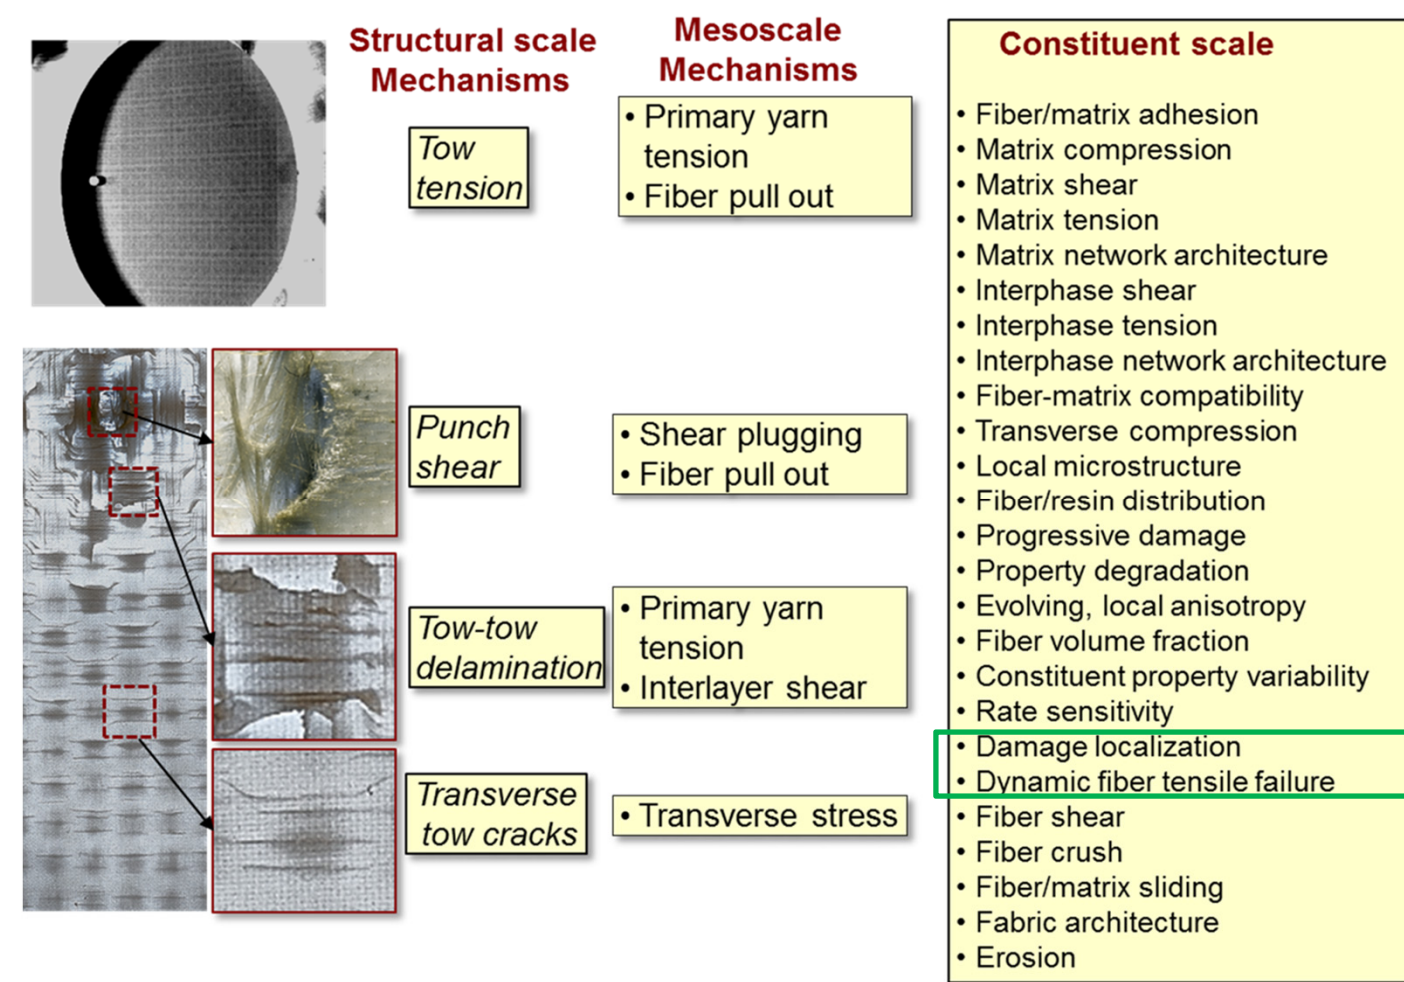 Structural scale
Mechanisms
Mesoscale
Mechanisms
Constituent scale
Tow
tension
• Primary yarn
tension
• Fiber pull out
Punch
shear
• Shear plugging
• Fiber pull out
Tow-tow
delamination
• Primary yarn
tension
• Interlayer shear
Transverse
tow cracks
• Transverse stress
• Fiber/matrix adhesion
• Matrix compression
• Matrix shear
• Matrix tension
• Matrix network architecture
• Interphase shear
• Interphase tension
• Interphase network architecture
• Fiber-matrix compatibility
• Transverse compression
• Local microstructure
• Fiber/resin distribution
• Progressive damage
• Property degradation
• Evolving, local anisotropy
• Fiber volume fraction
• Constituent property variability
• Rate sensitivity
• Damage localization
• Dynamic fiber tensile failure
• Fiber shear
• Fiber crush
• Fiber/matrix sliding
• Fabric architecture
• Erosion